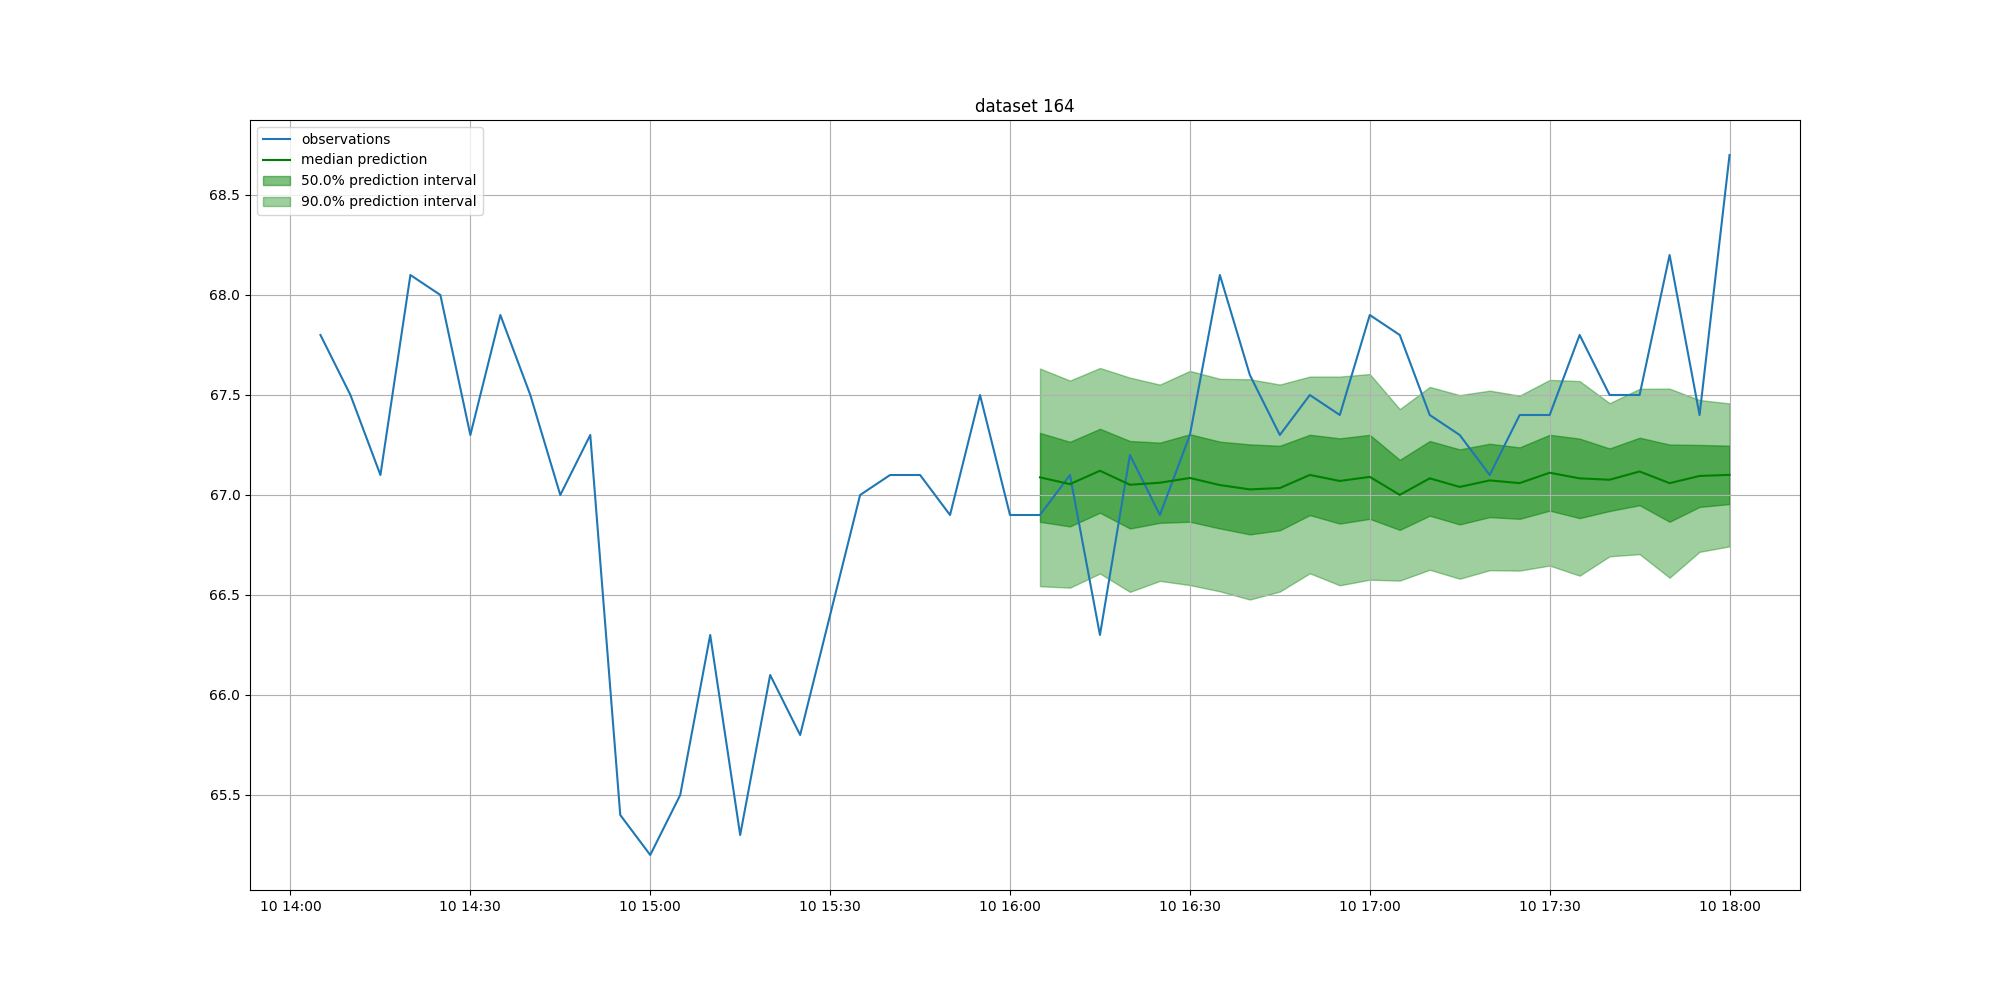 dataset 164
observations
median prediction
50.0% prediction interval
90.0% prediction interval
68.5
68.0
67.5
67.0
66.5
66.0
65.5
10 14:00 10 14:30 10 15:00 10 15:30 10 16:00 10 16:30 10 17:00 10 17:30 10 18:00